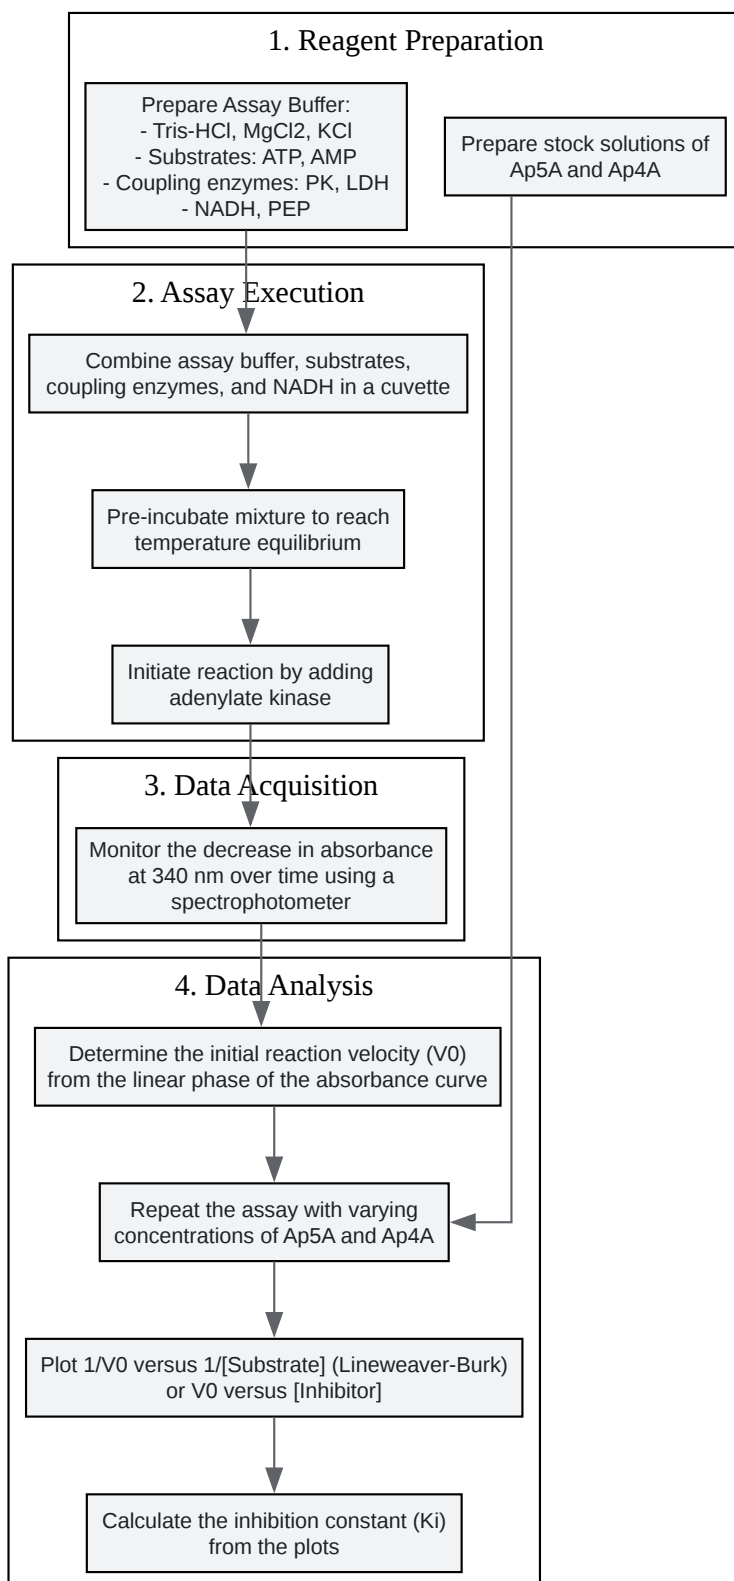 1. Reagent Preparation
Prepare Assay Buffer:
- Tris-HCl, MgCl2, KCl
- Substrates: ATP, AMP
- Coupling enzymes: PK, LDH
- NADH, PEP
Prepare stock solutions of
Ap5A and Ap4A
2. Assay Execution
Combine assay buffer, substrates,
coupling enzymes, and NADH in a cuvette
Pre-incubate mixture to reach
temperature equilibrium
Initiate reaction by adding
adenylate kinase
3. Data Acquisition
Monitor the decrease in absorbance
at 340 nm over time using a
spectrophotometer
4. Data Analysis
Determine the initial reaction velocity (V0)
from the linear phase of the absorbance curve
Repeat the assay with varying
concentrations of Ap5A and Ap4A
Plot 1/V0 versus 1/[Substrate] (Lineweaver-Burk)
or V0 versus [Inhibitor]
Calculate the inhibition constant (Ki)
from the plots